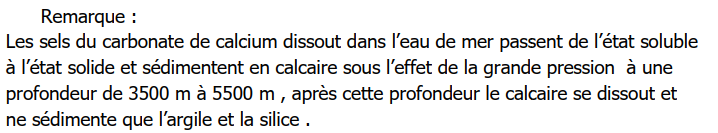 Remarque :
Les sels du carbonate de calcium dissout dans l'eau de mer passent de l'état soluble
à l'état solide et sédimentent en calcaire sous l'effet de la grande pression à une
profondeur de 3500 m à 5500 m , après cette profondeur le calcaire se dissout et
ne sédimente que l'argile et la silice .